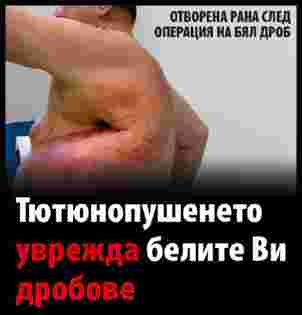 ОТВОРЕНА РАНА СЛЕД
ОПЕРАЦИЯ НА БЯЛ ДРОБ
Тютюнопушенето
уврежда белите Ви
дробове